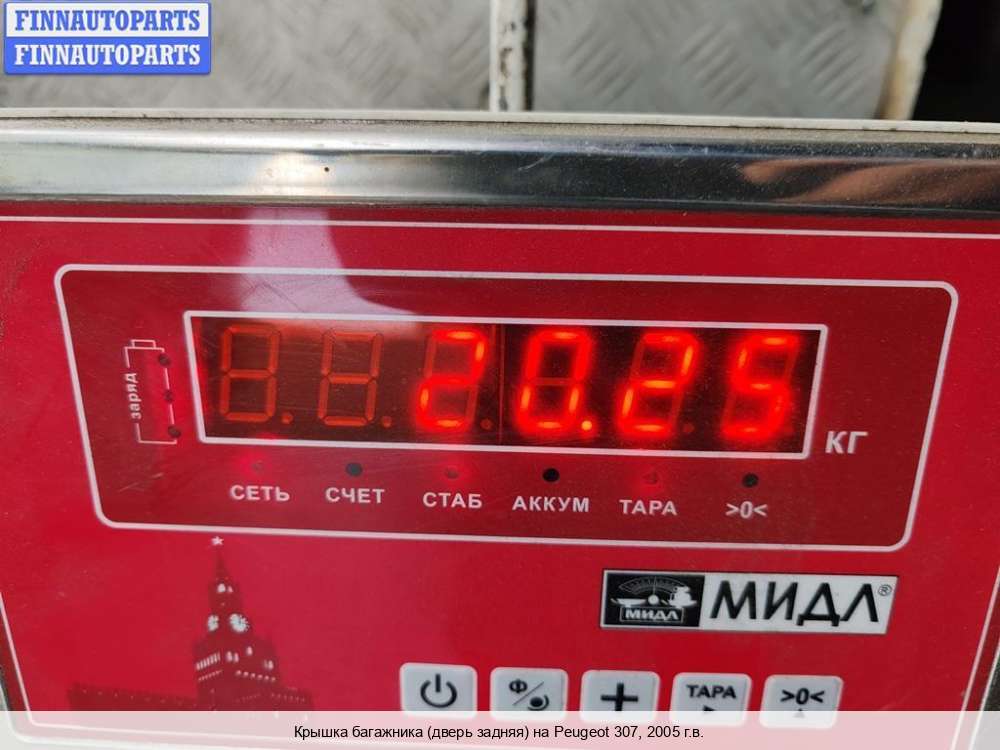 FINNAUTOPARTS
FINNAUTOPARTS
20.25
заряд
КГ
СЕТЬ СЧЕТ СТАБ АККУМ ТАРА >0<
МИДЛ МИДЛ®
Ф + ТАРА >0<
Крышка багажника (дверь задняя) на Peugeot 307, 2005 г.в.